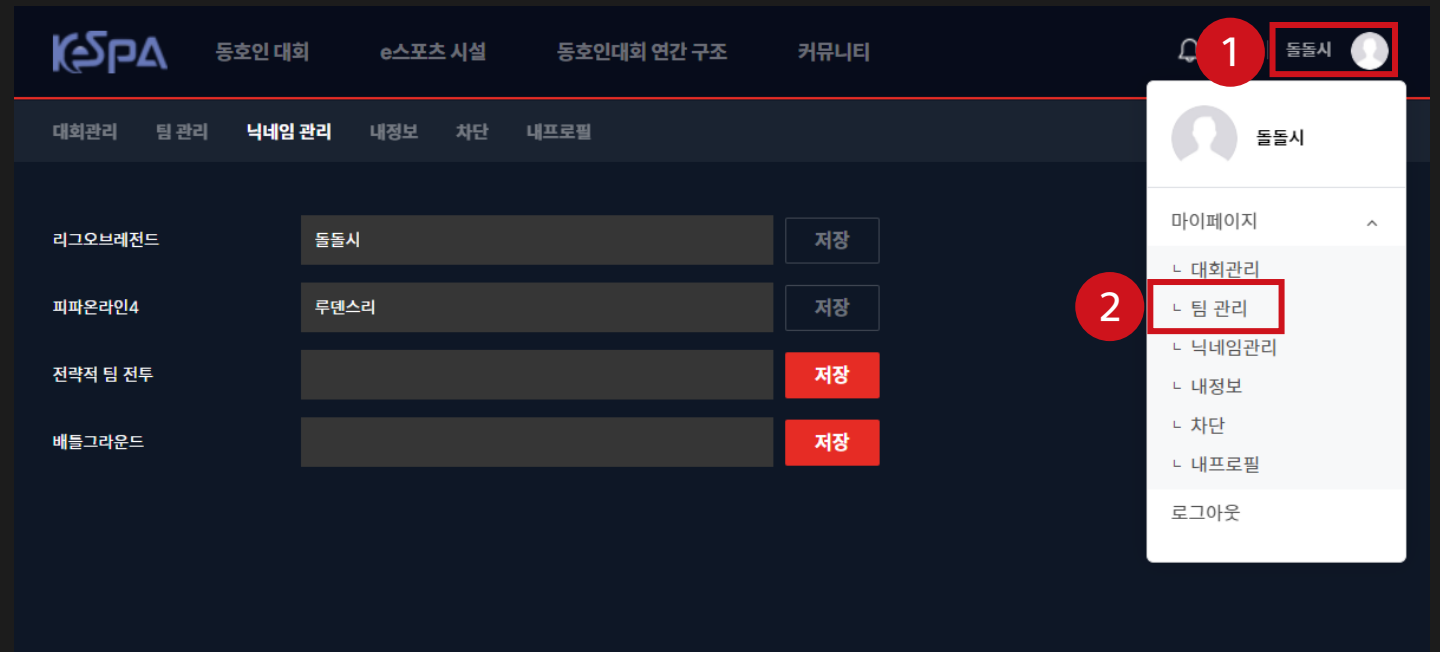 KeSPA 동호인 대회 e스포츠 시설 동호인대회 연간 구조 커뮤니티 1 돌돌시
대회관리 팀 관리 닉네임 관리 내정보 차단 내프로필
리그오브레전드 돌돌시 저장
피파온라인4 루덴스리 저장
전략적 팀 전투 저장
배틀그라운드 저장
돌돌시
마이페이지
ㄴ 대회관리
2 ㄴ 팀 관리
ㄴ 닉네임관리
ㄴ 내정보
ㄴ 차단
ㄴ 내프로필
로그아웃